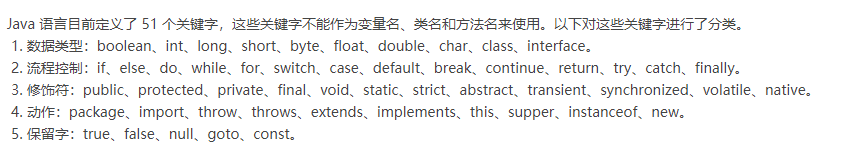 Java 语言目前定义了 51 个关键字，这些关键字不能作为变量名、类名和方法名来使用。以下对这些关键字进行了分类。
1. 数据类型：boolean、int、long、short、byte、float、double、char、class、interface。
2. 流程控制：if、else、do、while、for、switch、case、default、break、continue、return、try、catch、finally。
3. 修饰符：public、protected、private、final、void、static、strict、abstract、transient、synchronized、volatile、native。
4. 动作：package、import、throw、throws、extends、implements、this、supper、instanceof、new。
5. 保留字：true、false、null、goto、const。